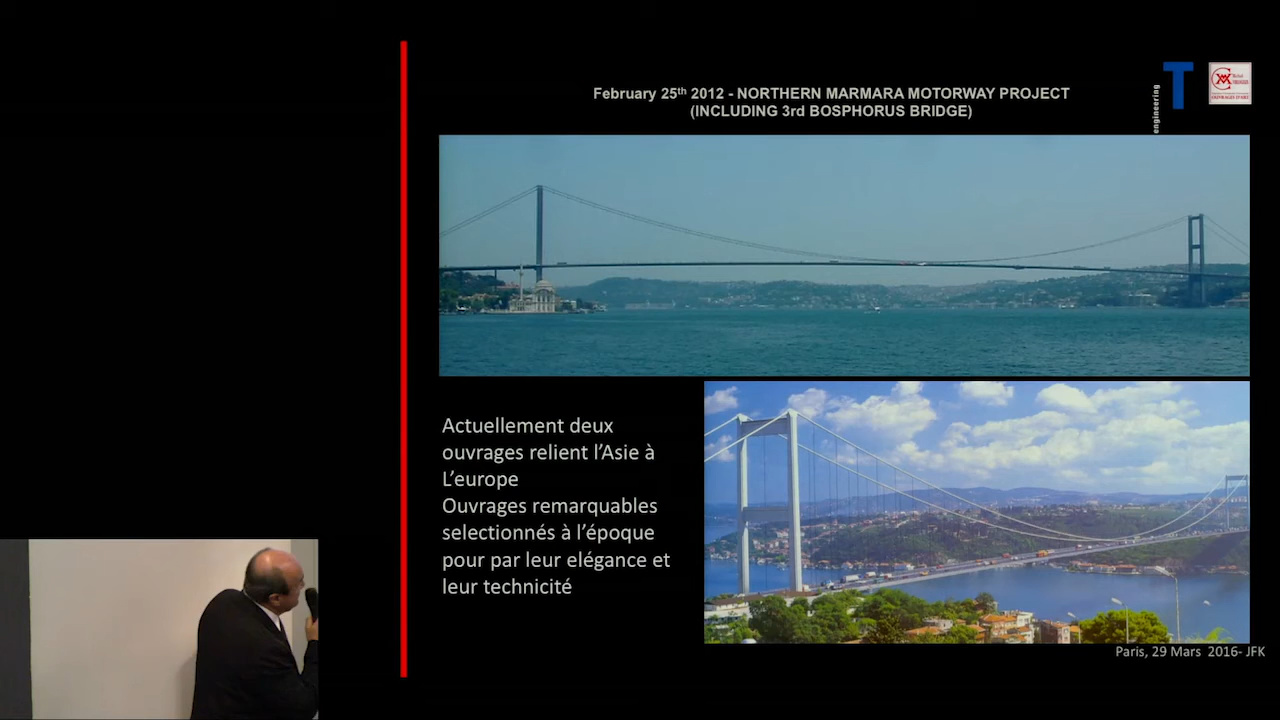 February 25th 2012 - NORTHERN MARMARA MOTORWAY PROJECT
(INCLUDING 3rd BOSPHORUS BRIDGE)
engineering
T
Actuellement deux
ouvrages relient l'Asie à
L'europe
Ouvrages remarquables
selectionnés à l'époque
pour par leur elégance et
leur technicité
Paris, 29 Mars 2016- JFK